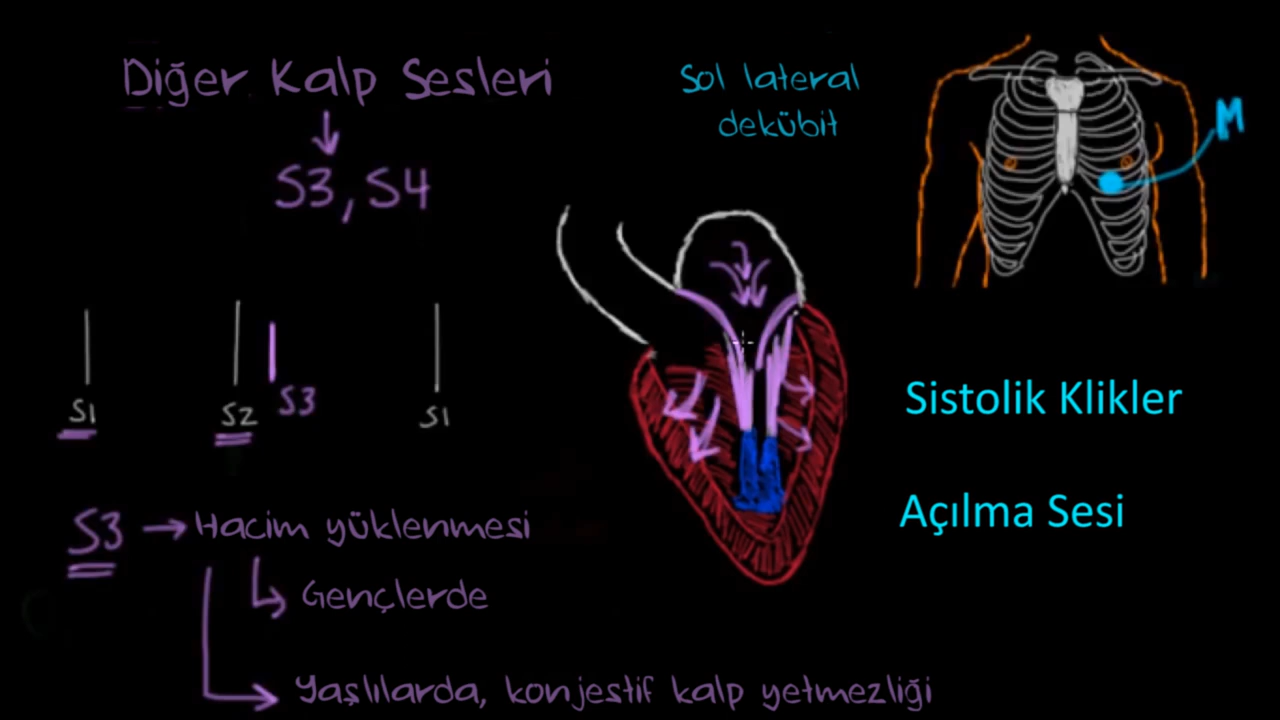 Diğer Kalp Sesleri
S3, S4
Sol lateral
dekübit
M
S1
S2
S3
S1
Sistolik Klikler
Açılma Sesi
S3 → Hacim yüklenmesi
Gençlerde
Yaşlılarda, konjestif kalp yetmezliği